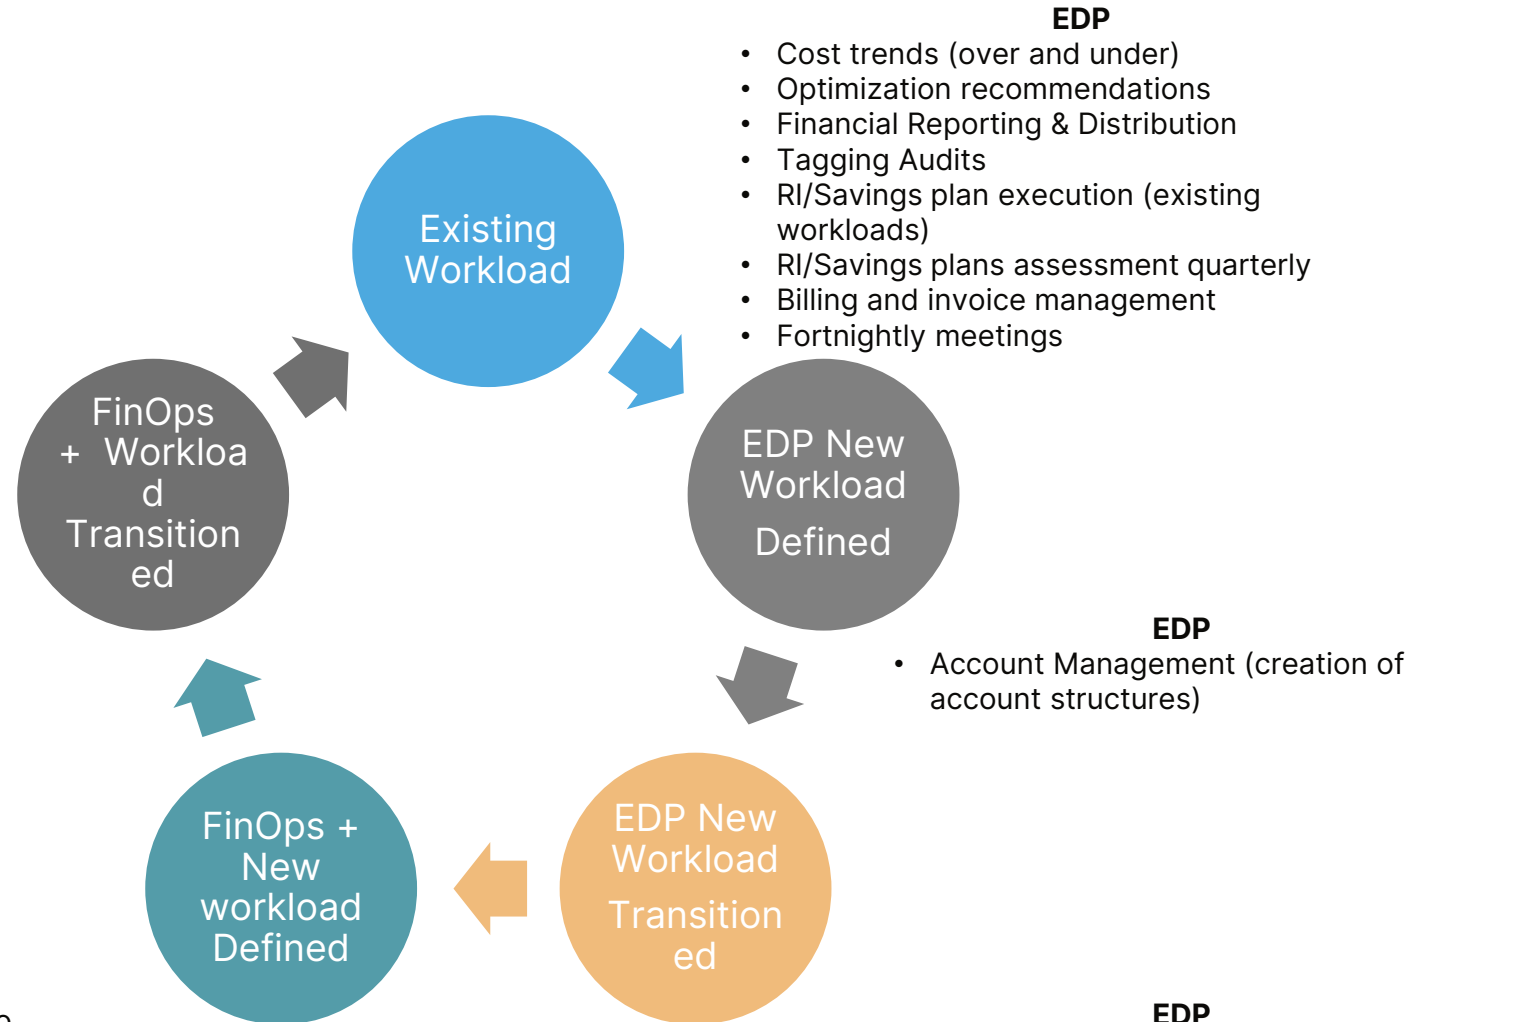 EDP
• Cost trends (over and under)
• Optimization recommendations
• Financial Reporting & Distribution
• Tagging Audits
• RI/Savings plan execution (existing
workloads)
• RI/Savings plans assessment quarterly
• Billing and invoice management
• Fortnightly meetings
Existing
Workload
EDP New
Workload
Defined
EDP
• Account Management (creation of
account structures)
EDP New
Workload
Transition
ed
FinOps +
New
workload
Defined
FinOps
+ Workloa
d
Transition
ed
EDP